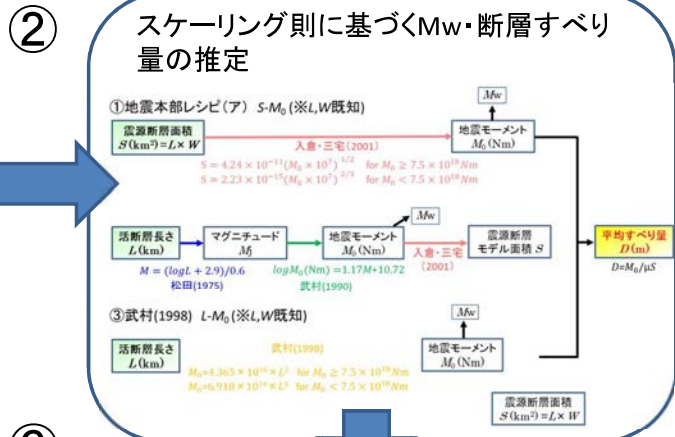 ②
スケーリング則に基づくMw・断層すべり
量の推定
①地震本部レシピ(ア) S-M₀ (※L,W既知)
Mw
震源断層面積
S(km²)=L× W
入倉・三宅(2001)
地震モーメント
M₀(Nm)
S = 4.24 × 10⁻¹¹(M₀ × 10⁷)¹/² for M₀ ≥ 7.5 × 10¹⁸Nm
S = 2.23 × 10⁻¹⁵(M₀ × 10⁷)²/³ for M₀ < 7.5 × 10¹⁸Nm
Mw
活断層長さ
L(km)
マグニチュード
Mj
地震モーメント
M₀(Nm)
入倉・三宅
(2001)
震源断層
モデル面積 S
平均すべり量
D(m)
D=M₀/μS
M = (logL + 2.9)/0.6
松田(1975)
logM₀(Nm) =1.17M+10.72
武村(1990)
③武村(1998) L-M₀ (※L,W既知)
Mw
活断層長さ
L(km)
武村(1998)
地震モーメント
M₀(Nm)
for M₀ ≥ 7.5 × 10¹⁸Nm
for M₀ < 7.5 × 10¹⁸Nm
震源断層面積
S(km²)=L× W